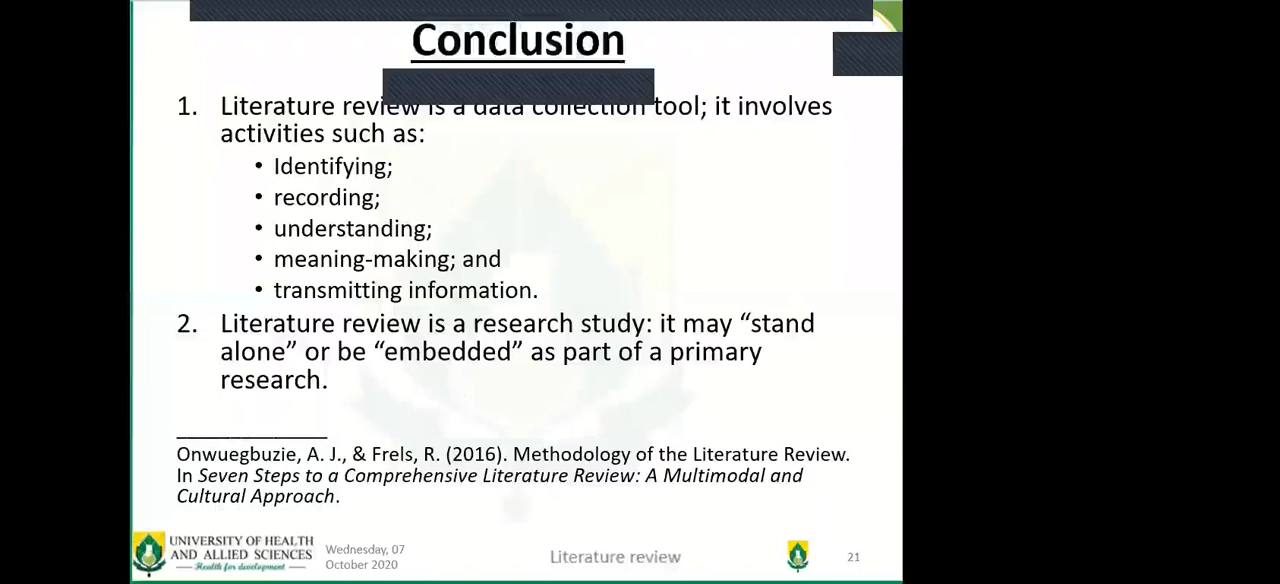 Conclusion
1. Literature review is a data collection tool; it involves
activities such as:
• Identifying;
• recording;
• understanding;
• meaning-making; and
• transmitting information.
2. Literature review is a research study: it may “stand
alone” or be “embedded” as part of a primary
research.
Onwuegbuzie, A. J., & Frels, R. (2016). Methodology of the Literature Review.
In Seven Steps to a Comprehensive Literature Review: A Multimodal and
Cultural Approach.
UNIVERSITY OF HEALTH
AND ALLIED SCIENCES
Health for development
Wednesday, 07
October 2020
Literature review
21